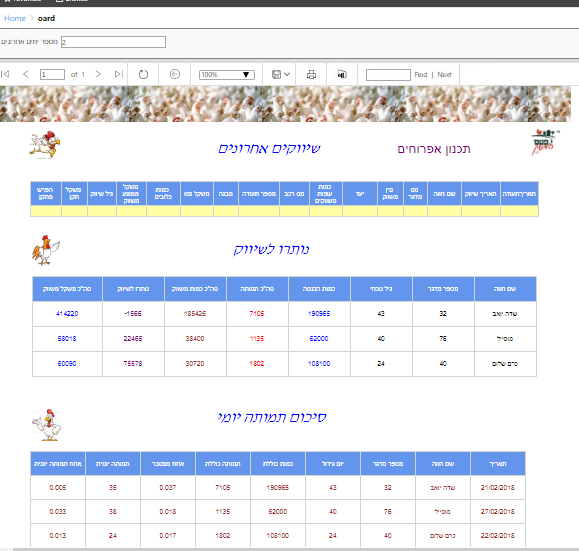 Home > oard
מספר ימים אחרונים 2
1 of 1 100% Find | Next
תכנון אפרוחים
שיווקים אחרונים
תאריך תעודה תאריך שיווק שם חווה מס מדגר מין משווק יעד כמות עופות משווקים מס רכב מספר תעודה מבנה משקל נטו כמות כלובים משקל ממוצע משווק גיל שיווק משקל תקן הפרש מתקן
נותרו לשיווק
שם חווה מספר מדגר גיל נוכחי כמות הכנסה סה"כ תמותה סה"כ כמות משווק נותרו לשיווק סה"כ משקל משווק
שדה יואב 32 43 190965 7105 185426 -1566 414220
מוסייל 76 40 62000 1135 38400 22465 58018
כרם שלום 40 24 108100 1802 30720 75578 60090
סיכום תמותה יומי
תאריך שם חווה מספר מדגר יום גידול כמות כוללת תמותה כוללת אחוז מצטבר תמותה יומית אחוז תמותה יומית
21/02/2018 שדה יואב 32 43 190965 7105 0.037 35 0.005
27/02/2018 מוסייל 76 40 62000 1135 0.018 38 0.033
22/02/2018 כרם שלום 40 24 108100 1802 0.017 24 0.013